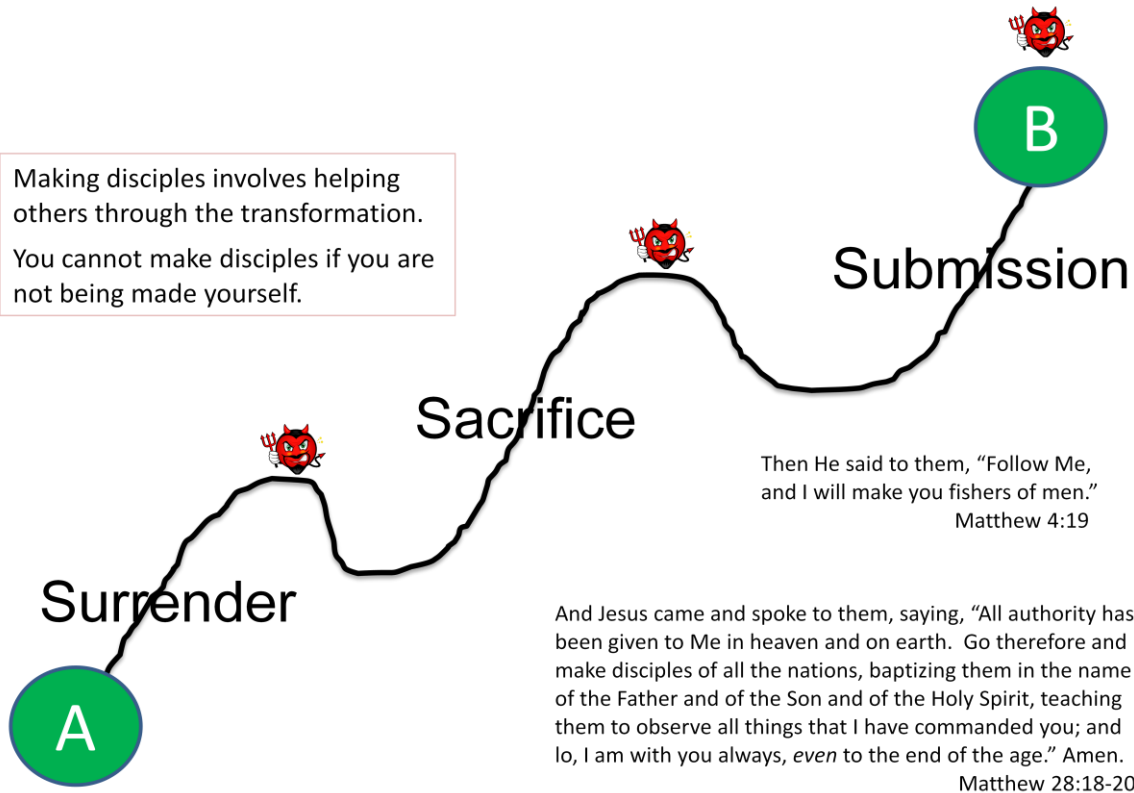 B
Making disciples involves helping
others through the transformation.
You cannot make disciples if you are
not being made yourself.
Submission
Sacrifice
Then He said to them, “Follow Me,
and I will make you fishers of men.”
Matthew 4:19
Surrender
And Jesus came and spoke to them, saying, “All authority has
been given to Me in heaven and on earth.  Go therefore and
make disciples of all the nations, baptizing them in the name
of the Father and of the Son and of the Holy Spirit, teaching
them to observe all things that I have commanded you; and
lo, I am with you always, even to the end of the age.” Amen.
Matthew 28:18-20
A